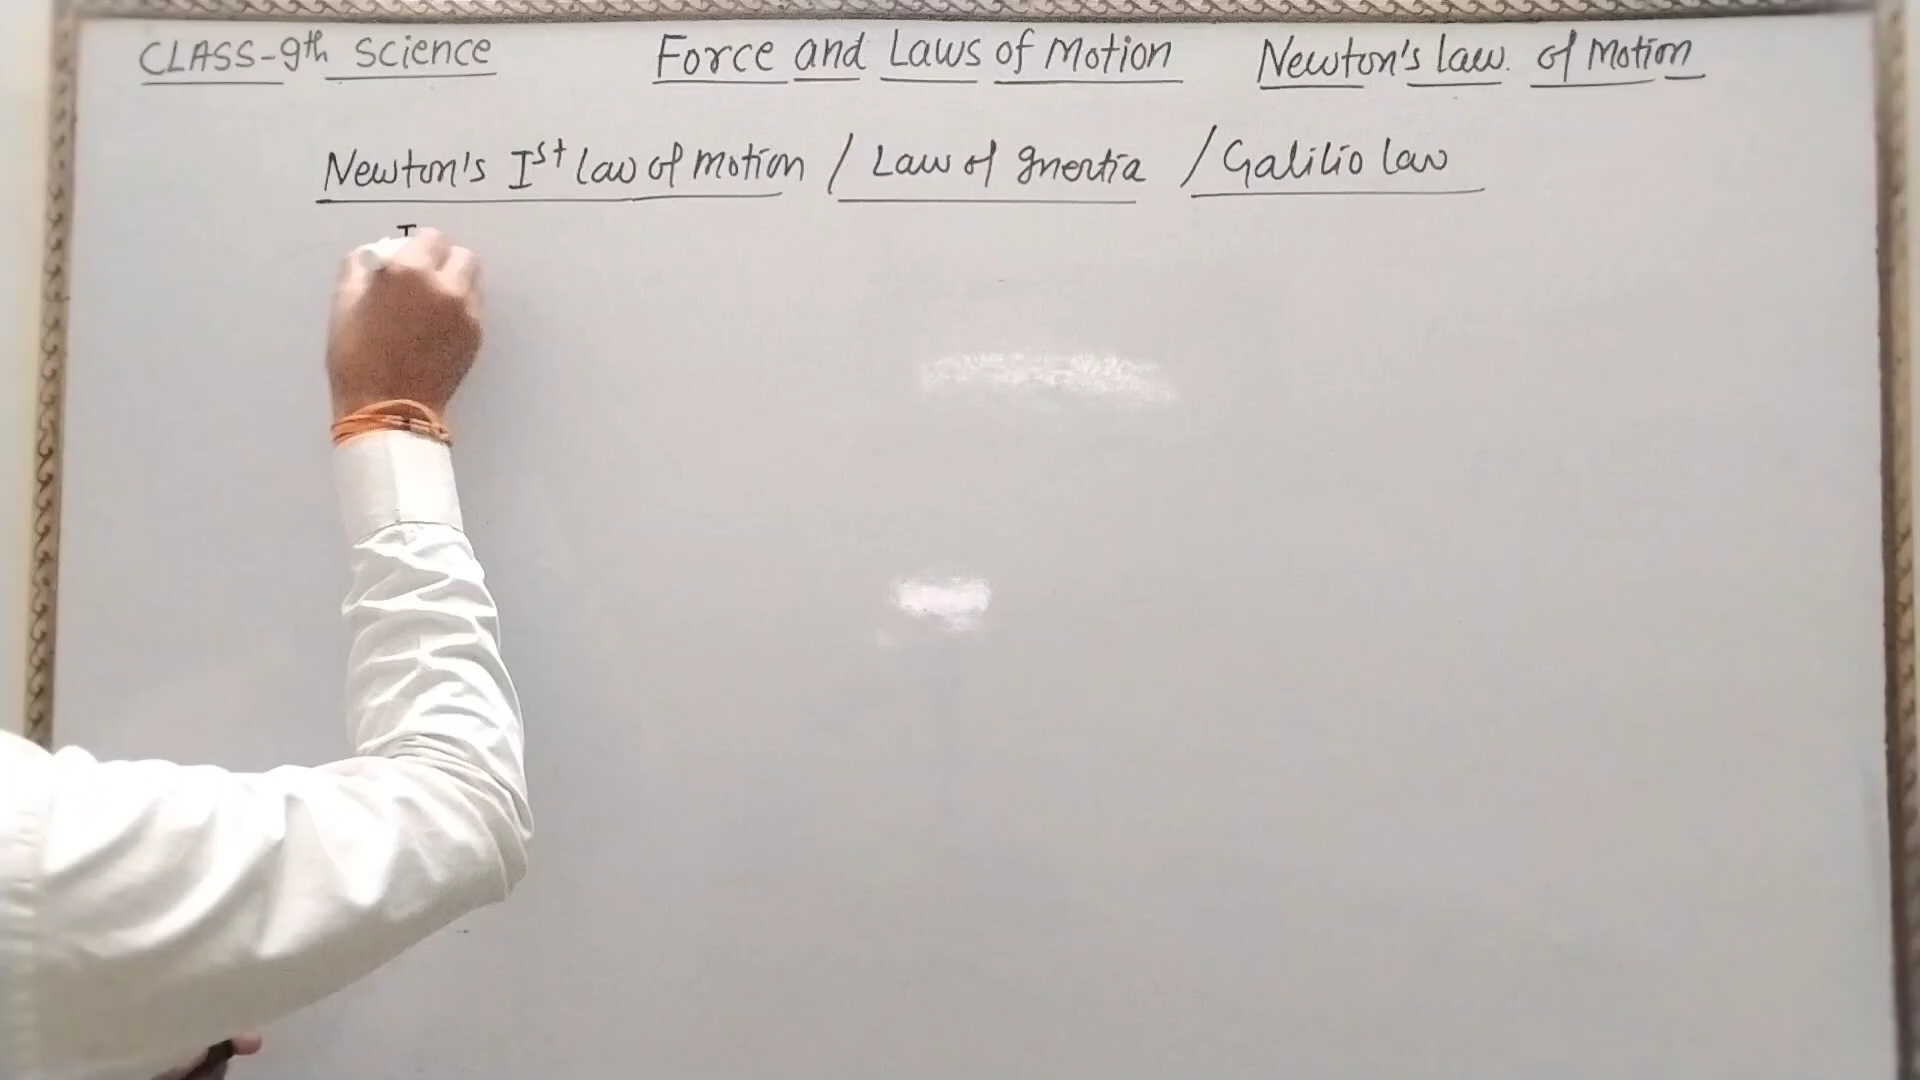 CLASS-9th Science Force and Laws of Motion Newton's law. of Motion
Newton's Ist law of motion / Law of Inertia / Galilio law
I